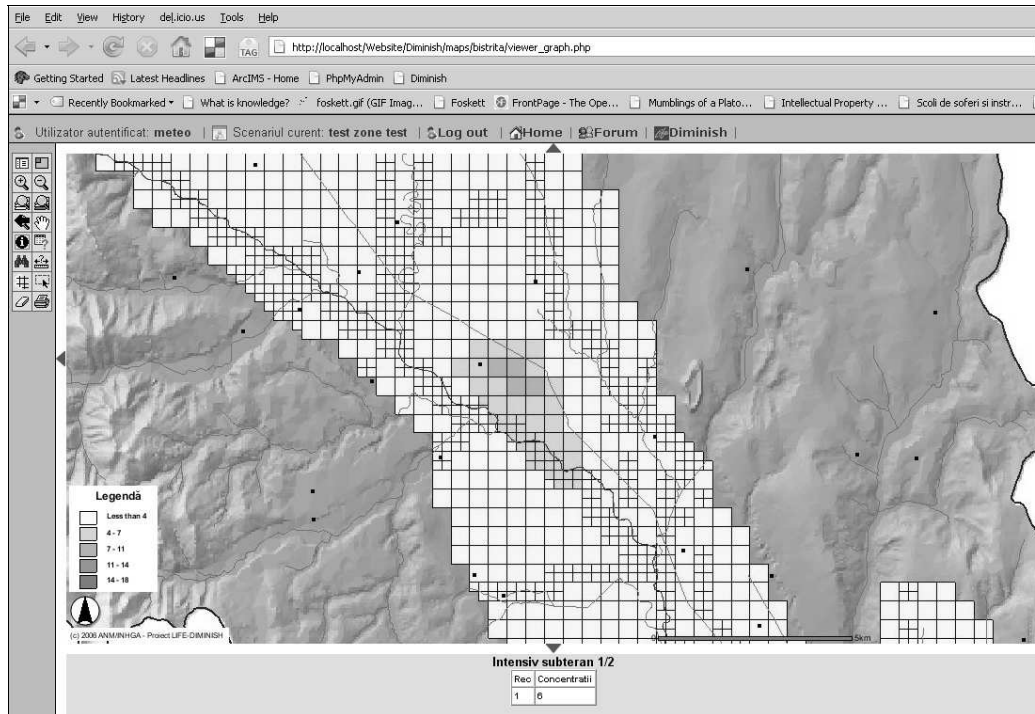 File Edit View History del.icio.us Tools Help
TAG http://localhost/Website/Diminish/maps/bistrita/viewer_graph.php
Getting Started Latest Headlines ArcIMS - Home PhpMyAdmin Diminish
Recently Bookmarked What is knowledge? foskett.gif (GIF Imag... Foskett FrontPage - The Ope... Mumblings of a Plato... Intellectual Property ... Scoli de soferi si instr...
Utilizator autentificat: meteo | Scenariul curent: test zone test | Log out | Home | Forum | Diminish |
Legendă
Less than 4
4 - 7
7 - 11
11 - 14
14 - 18
(c) 2006 ANM/INHGA - Proiect LIFE-DIMINISH
0 5km
Intensiv subteran 1/2
Rec Concentratii
1 6